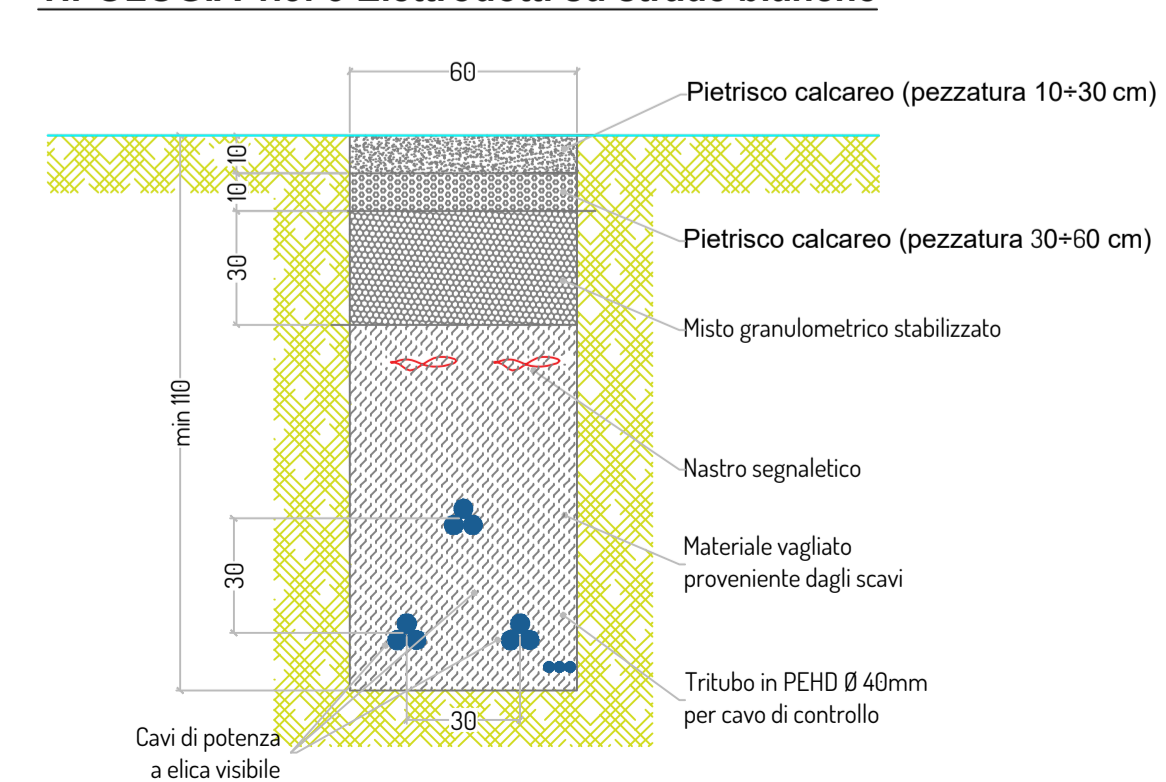 60
Pietrisco calcareo (pezzatura 10÷30 cm)
10
10
Pietrisco calcareo (pezzatura 30÷60 cm)
30
Misto granulometrico stabilizzato
min 110
Nastro segnaletico
Materiale vagliato
proveniente dagli scavi
30
Tritubo in PEHD Ø 40mm
per cavo di controllo
30
Cavi di potenza
a elica visibile